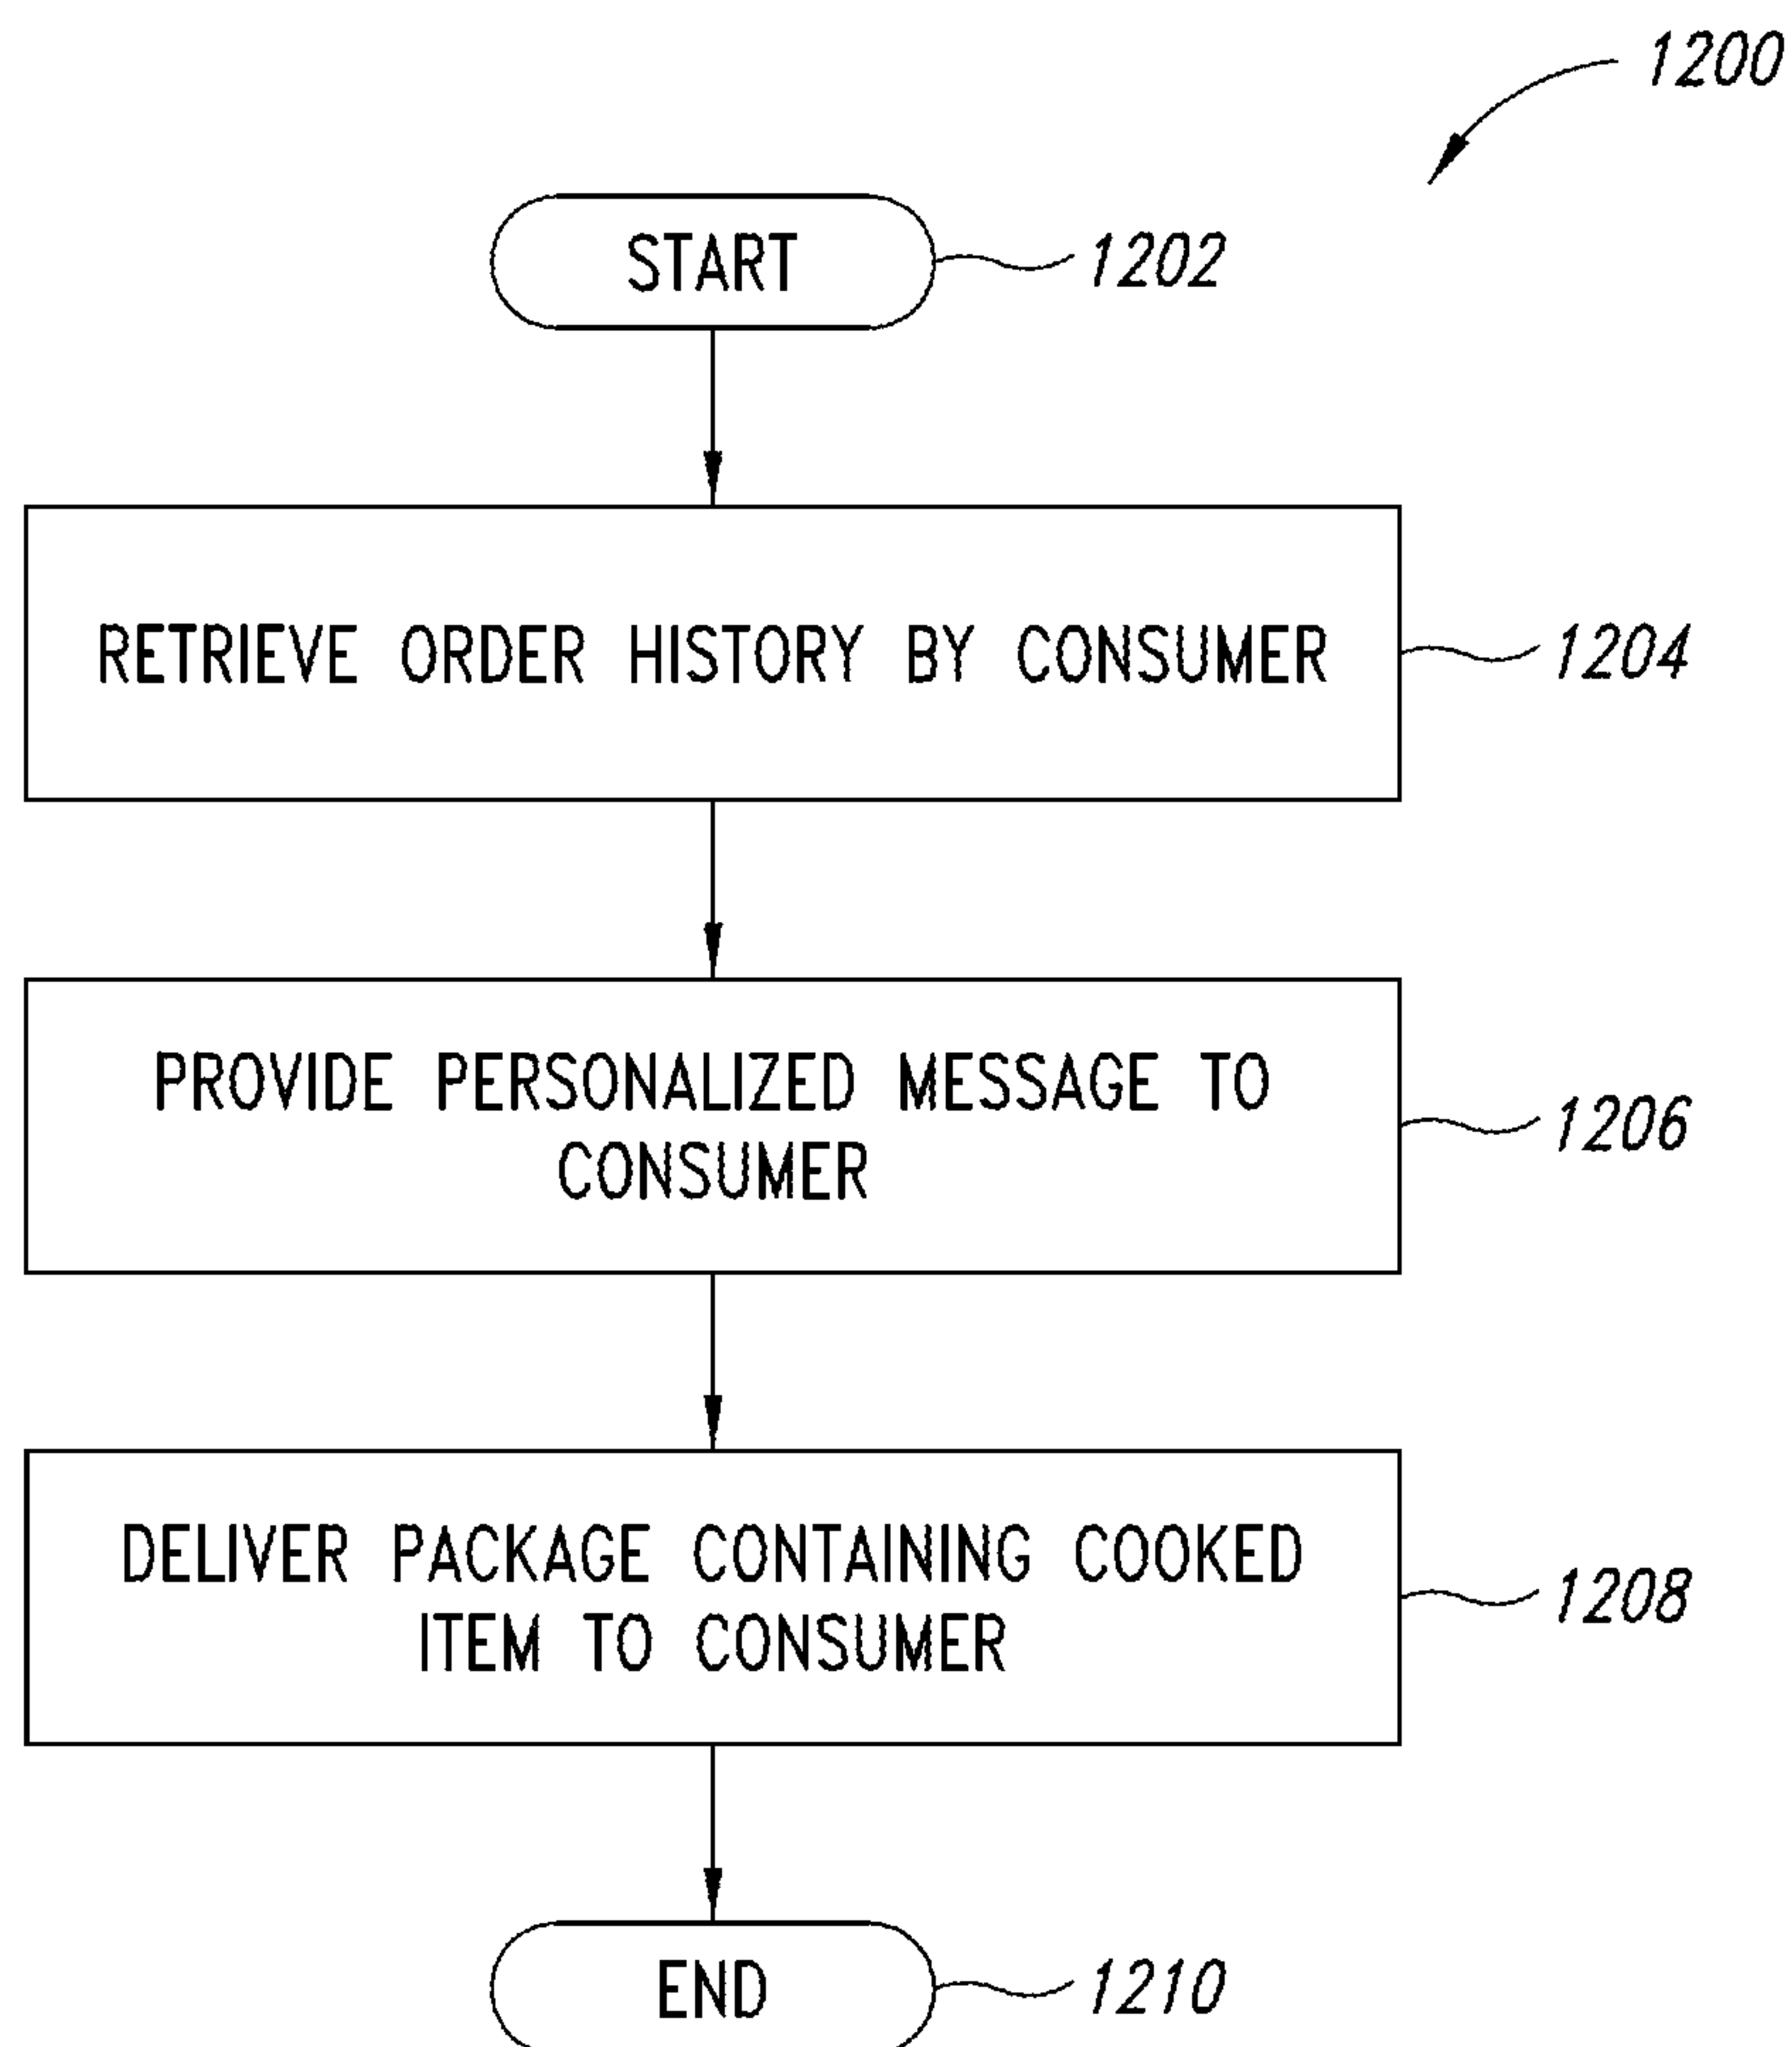 1200
START
1202
RETRIEVE ORDER HISTORY BY CONSUMER
1204
PROVIDE PERSONALIZED MESSAGE TO
CONSUMER
1206
DELIVER PACKAGE CONTAINING COOKED
ITEM TO CONSUMER
1208
END
1210